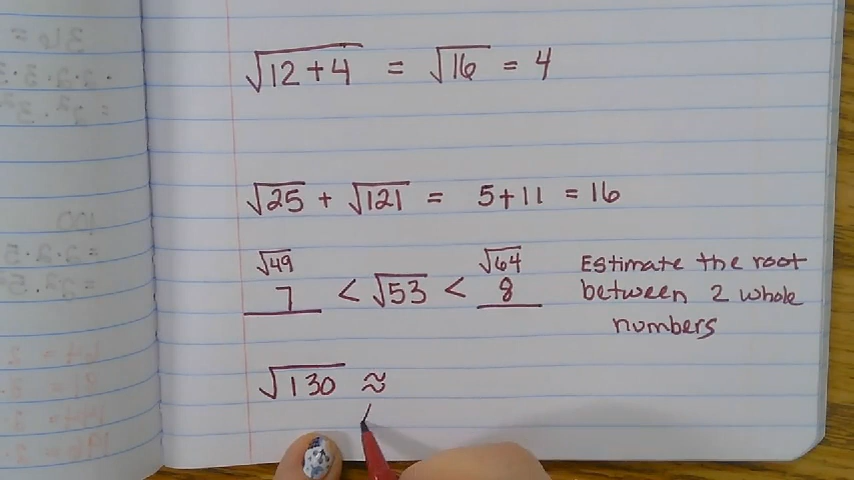 √12+4 = √16 = 4
√25 + √121 = 5+11 = 16
√49 √64
7 < √53 < 8
Estimate the root
between 2 whole
numbers
√130 ≈